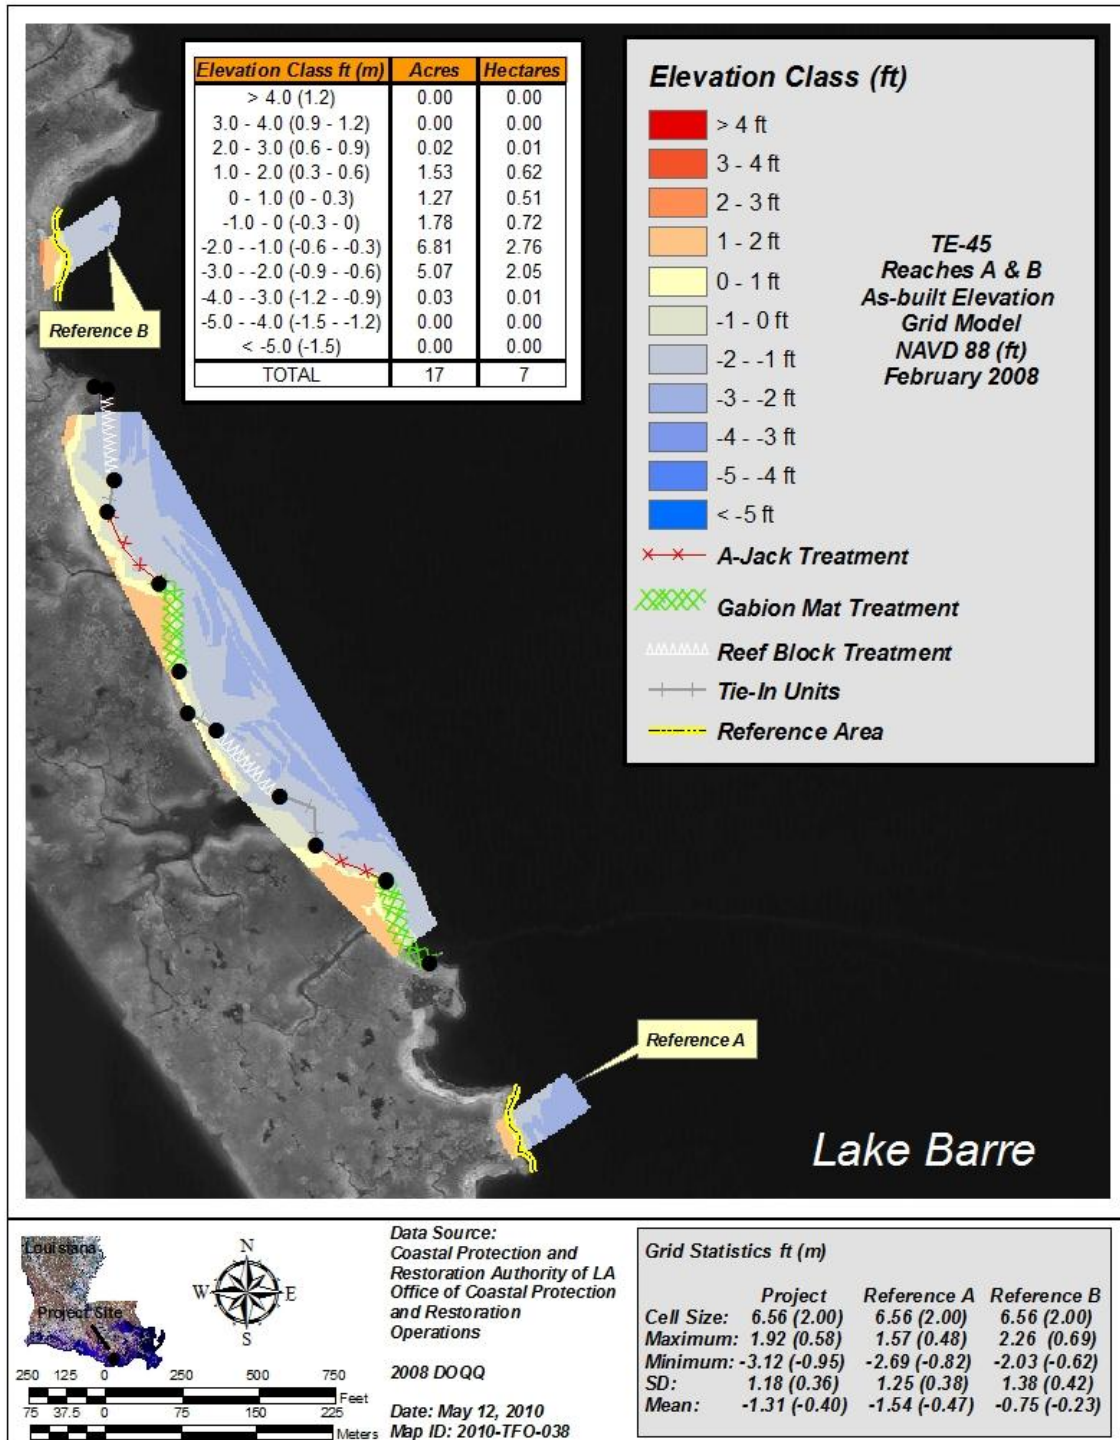 Elevation Class ft (m) Acres Hectares
> 4.0 (1.2) 0.00 0.00
3.0 - 4.0 (0.9 - 1.2) 0.00 0.00
2.0 - 3.0 (0.6 - 0.9) 0.02 0.01
1.0 - 2.0 (0.3 - 0.6) 1.53 0.62
0 - 1.0 (0 - 0.3) 1.27 0.51
-1.0 - 0 (-0.3 - 0) 1.78 0.72
-2.0 - -1.0 (-0.6 - -0.3) 6.81 2.76
-3.0 - -2.0 (-0.9 - -0.6) 5.07 2.05
-4.0 - -3.0 (-1.2 - -0.9) 0.03 0.01
-5.0 - -4.0 (-1.5 - -1.2) 0.00 0.00
< -5.0 (-1.5) 0.00 0.00
TOTAL 17 7
Elevation Class (ft)
> 4 ft
3 - 4 ft
2 - 3 ft
1 - 2 ft
0 - 1 ft
-1 - 0 ft
-2 - -1 ft
-3 - -2 ft
-4 - -3 ft
-5 - -4 ft
< -5 ft
A-Jack Treatment
Gabion Mat Treatment
Reef Block Treatment
Tie-In Units
Reference Area
TE-45
Reaches A & B
As-built Elevation
Grid Model
NAVD 88 (ft)
February 2008
Reference B
Reference A
Lake Barre
Louisiana
Project Site
N
W E
S
250 125 0 250 500 750
Feet
75 37.5 0 75 150 225
Meters
Data Source:
Coastal Protection and
Restoration Authority of LA
Office of Coastal Protection
and Restoration
Operations
2008 DOQQ
Date: May 12, 2010
Map ID: 2010-TFO-038
Grid Statistics ft (m)
Project Reference A Reference B
Cell Size: 6.56 (2.00) 6.56 (2.00) 6.56 (2.00)
Maximum: 1.92 (0.58) 1.57 (0.48) 2.26 (0.69)
Minimum: -3.12 (-0.95) -2.69 (-0.82) -2.03 (-0.62)
SD: 1.18 (0.36) 1.25 (0.38) 1.38 (0.42)
Mean: -1.31 (-0.40) -1.54 (-0.47) -0.75 (-0.23)